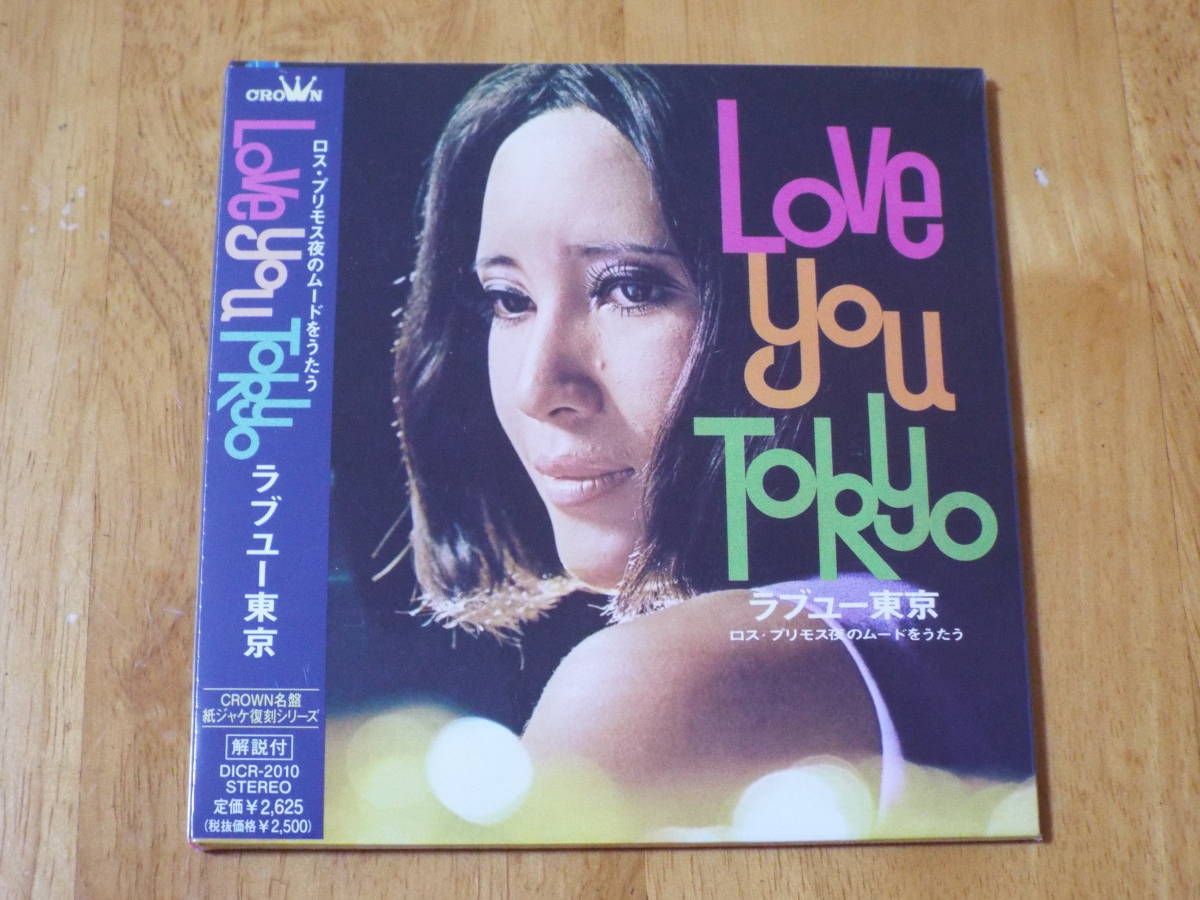 CROWN
Love you Tokyo
ロス・プリモス夜のムードをうたう
ラブユー東京
CROWN名盤
紙ジャケ復刻シリーズ
解説付
DICR-2010
STEREO
定価￥2,625
(税抜価格￥2,500)
Love
you
Tokyo
ラブユー東京
ロス・プリモス夜のムードをうたう